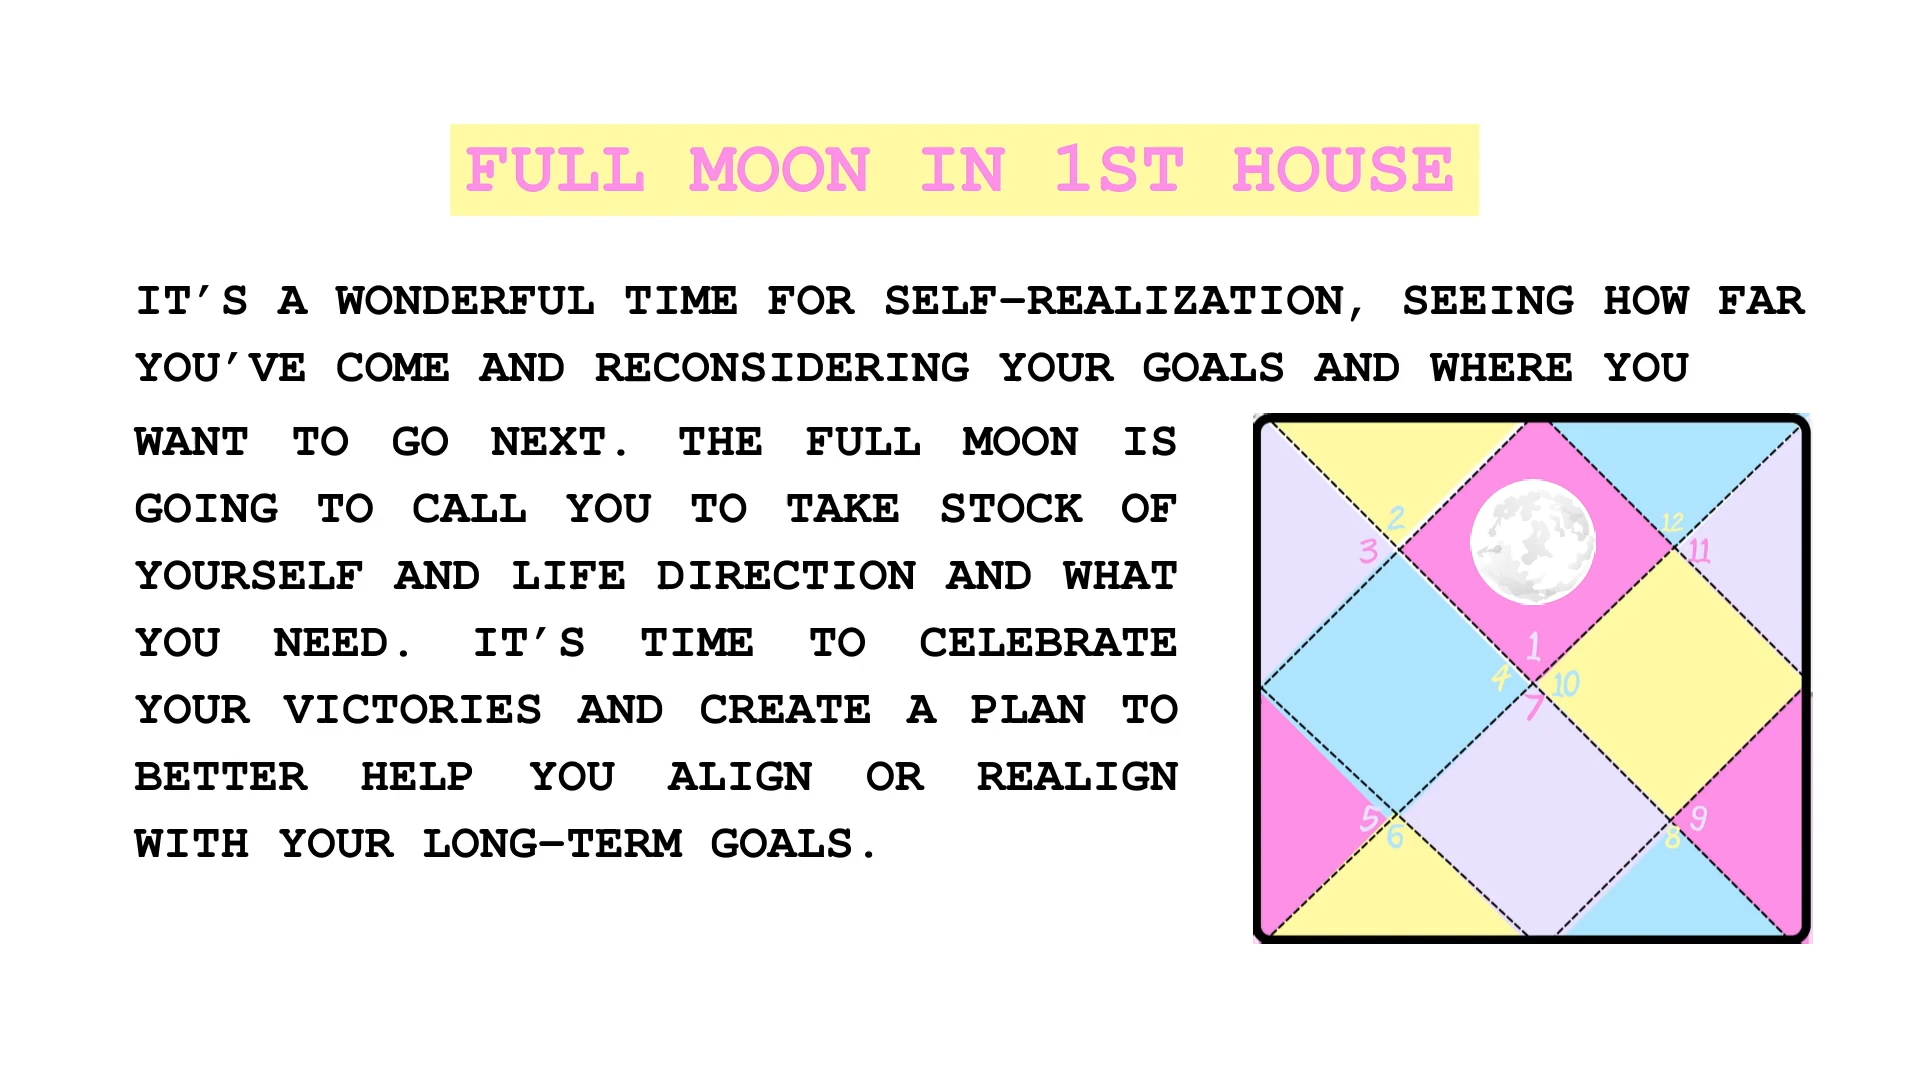 FULL MOON IN 1ST HOUSE
IT’S A WONDERFUL TIME FOR SELF-REALIZATION, SEEING HOW FAR
YOU’VE COME AND RECONSIDERING YOUR GOALS AND WHERE YOU
WANT TO GO NEXT. THE FULL MOON IS
GOING TO CALL YOU TO TAKE STOCK OF
YOURSELF AND LIFE DIRECTION AND WHAT
YOU NEED. IT’S TIME TO CELEBRATE
YOUR VICTORIES AND CREATE A PLAN TO
BETTER HELP YOU ALIGN OR REALIGN
WITH YOUR LONG-TERM GOALS.
2
12
3
11
1
4
10
7
5
9
6
8